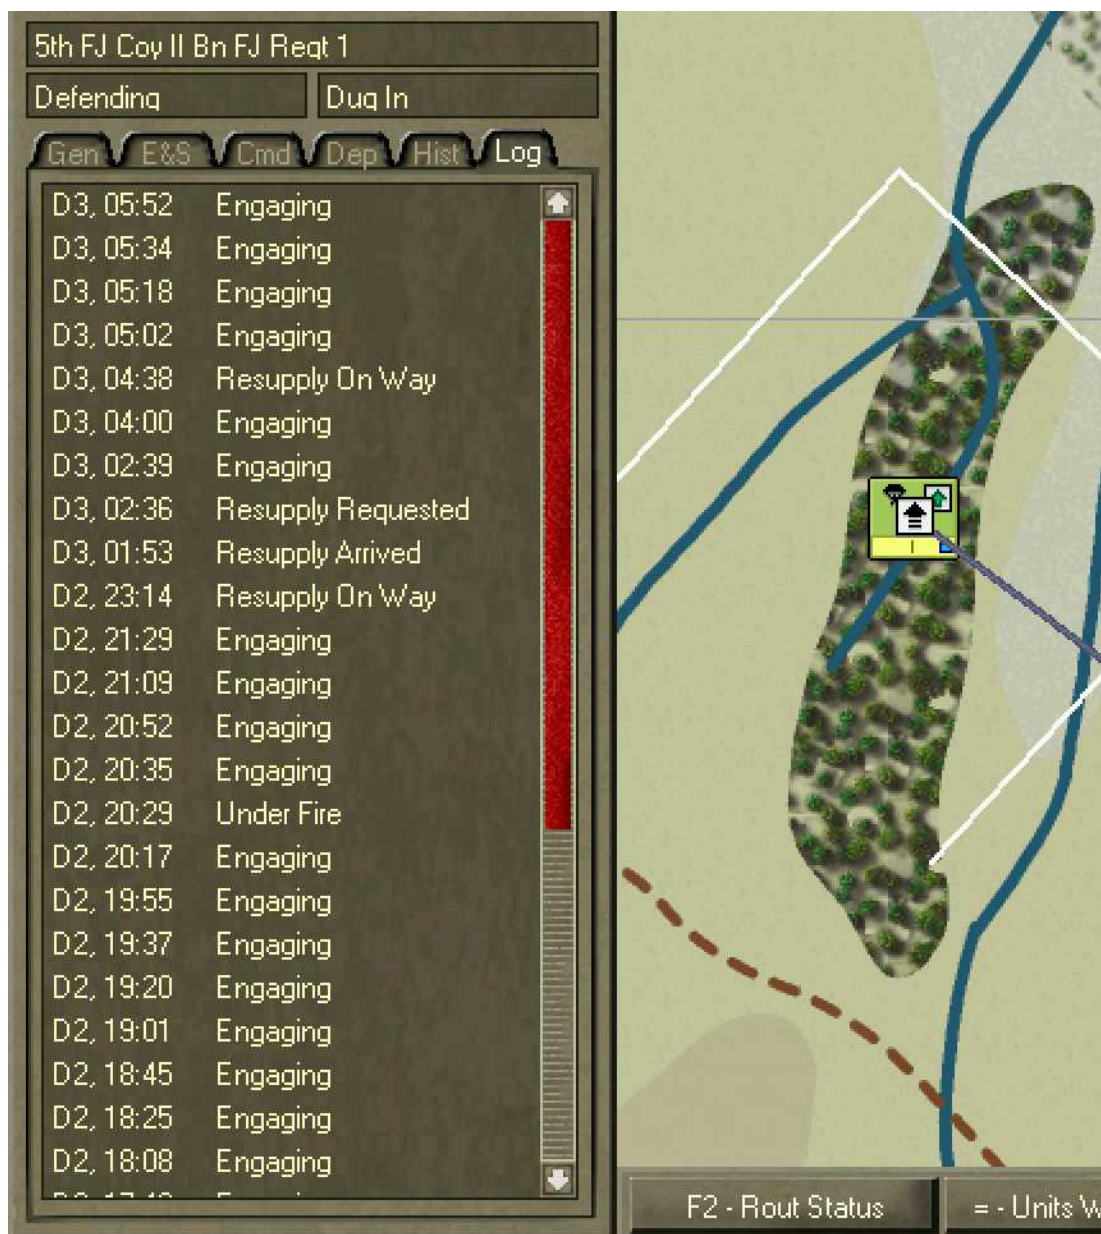 5th FJ Coy II Bn FJ Regt 1
Defending
Dug In
Gen E&S Cmd Dep Hist Log
D3, 05:52 Engaging
D3, 05:34 Engaging
D3, 05:18 Engaging
D3, 05:02 Engaging
D3, 04:38 Resupply On Way
D3, 04:00 Engaging
D3, 02:39 Engaging
D3, 02:36 Resupply Requested
D3, 01:53 Resupply Arrived
D2, 23:14 Resupply On Way
D2, 21:29 Engaging
D2, 21:09 Engaging
D2, 20:52 Engaging
D2, 20:35 Engaging
D2, 20:29 Under Fire
D2, 20:17 Engaging
D2, 19:55 Engaging
D2, 19:37 Engaging
D2, 19:20 Engaging
D2, 19:01 Engaging
D2, 18:45 Engaging
D2, 18:25 Engaging
D2, 18:08 Engaging
F2 - Rout Status
= - Units W